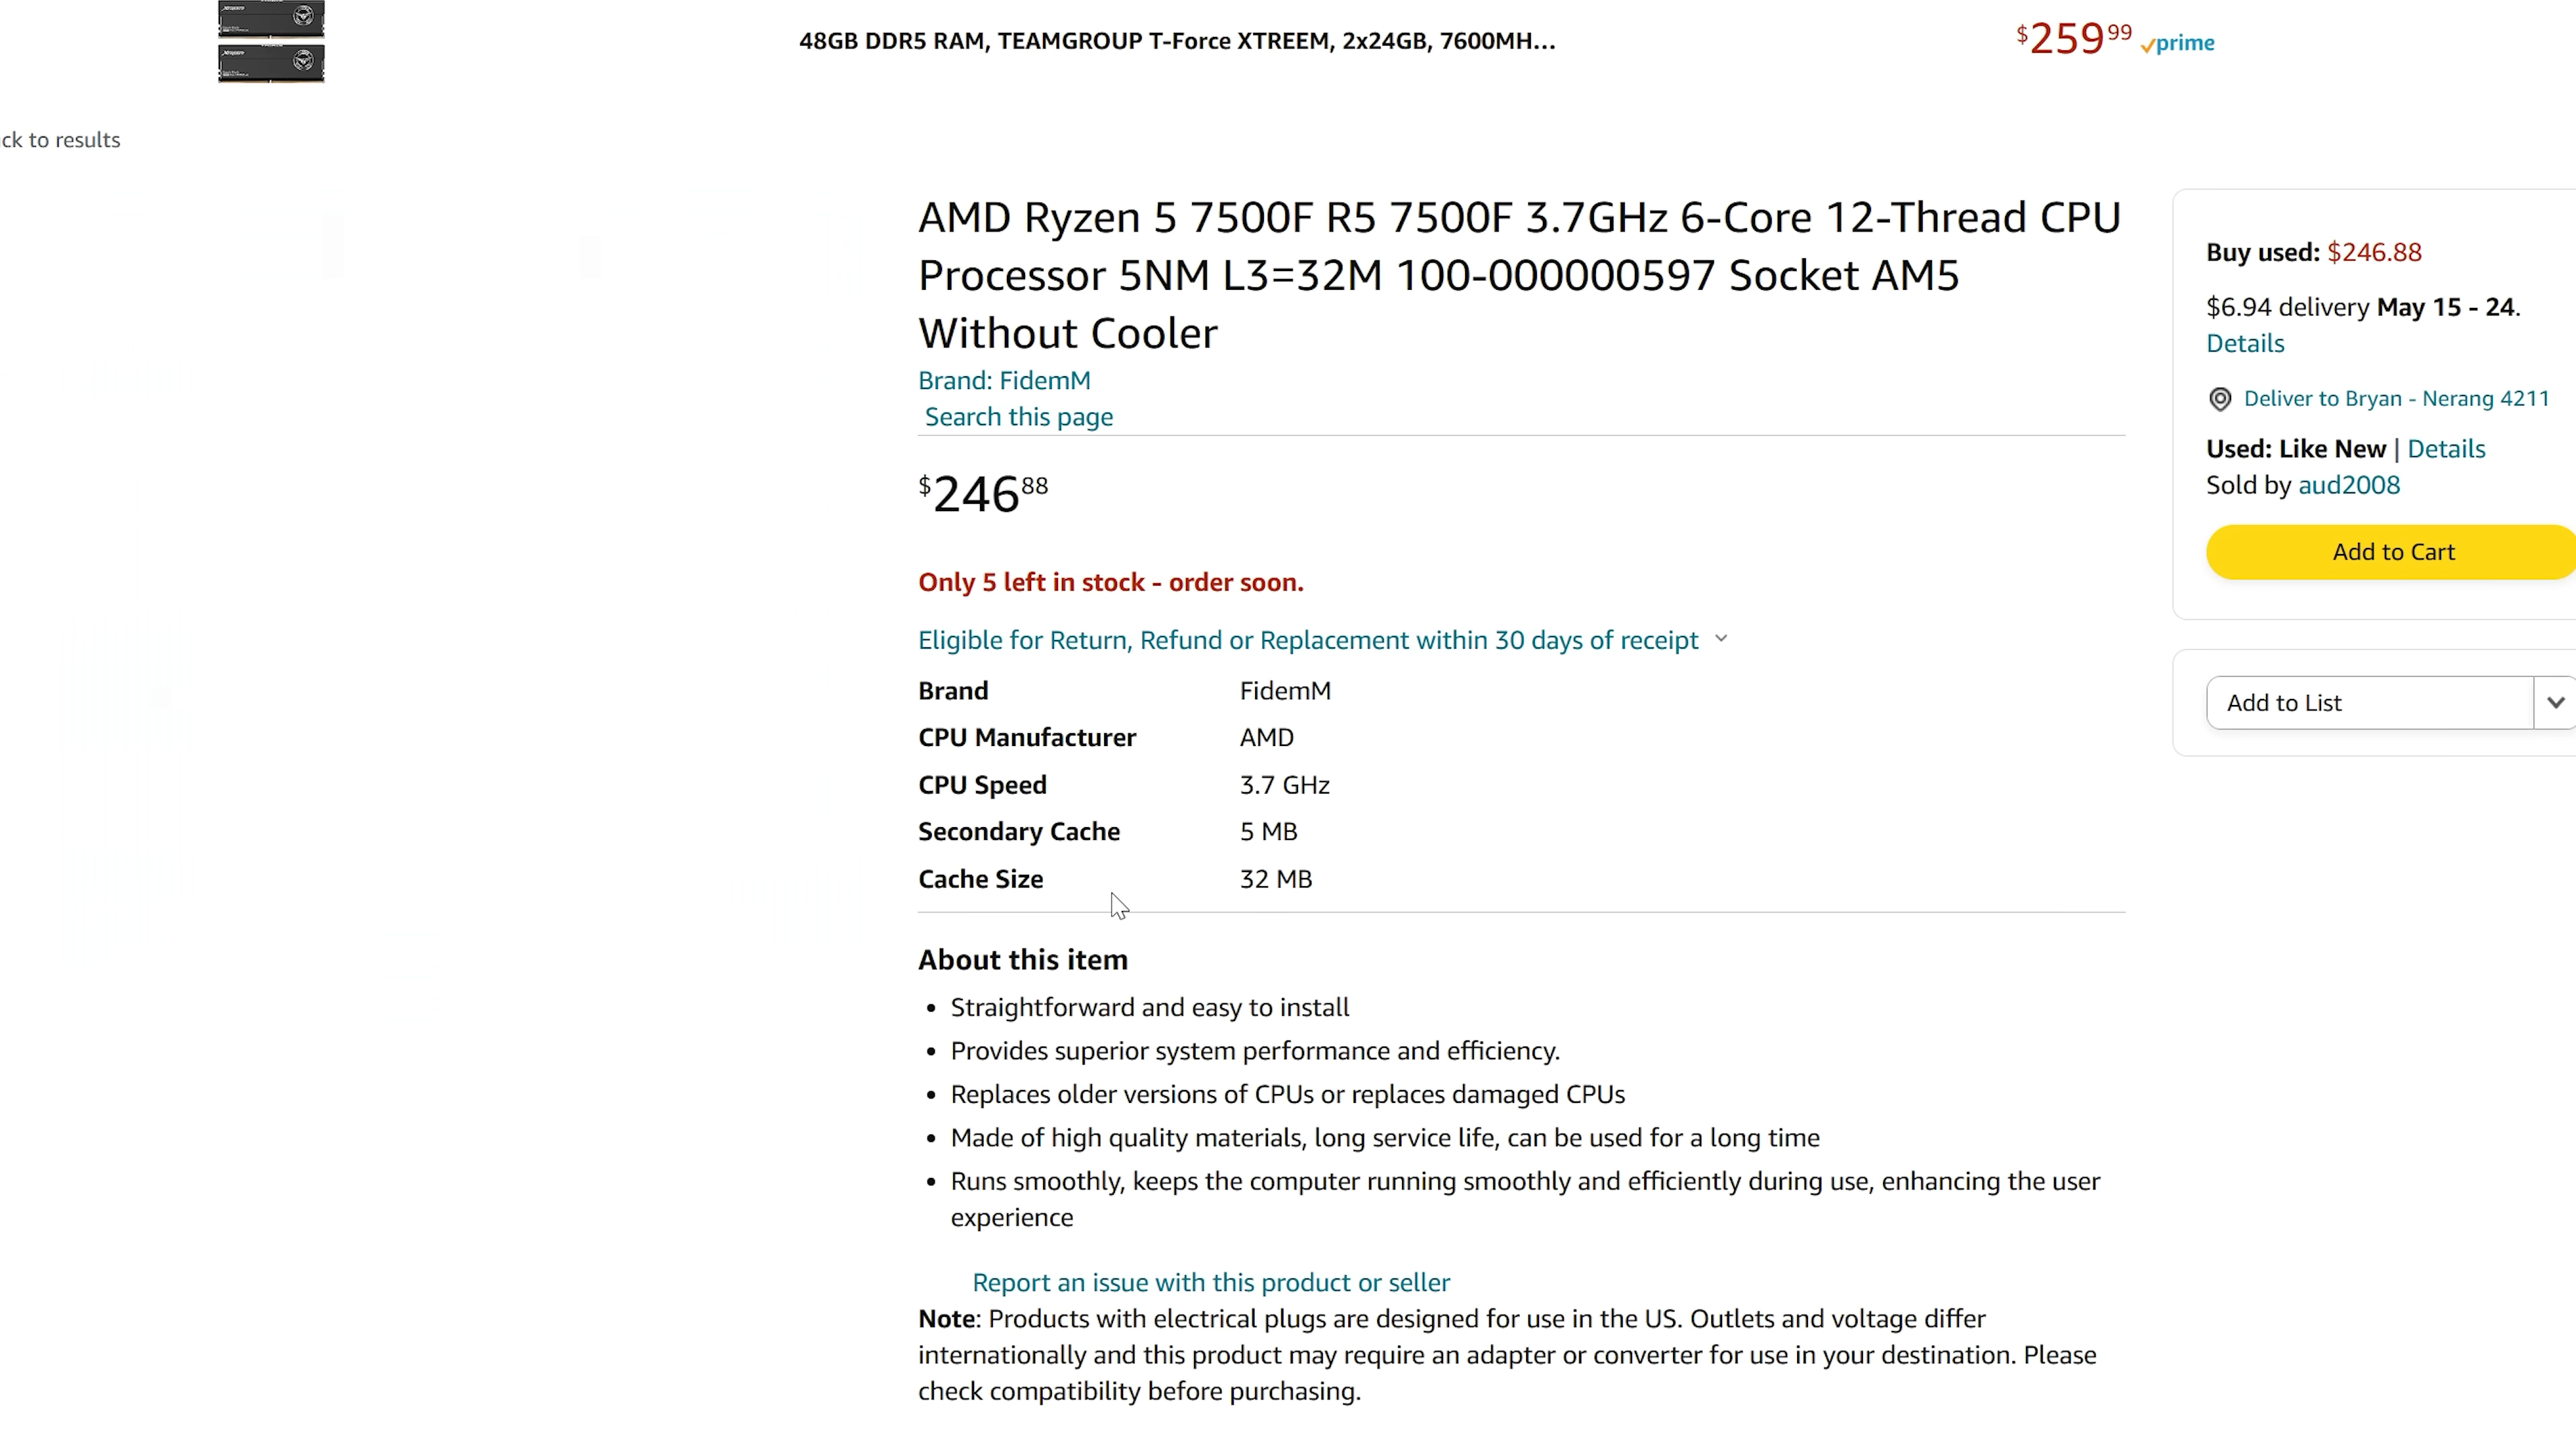 48GB DDR5 RAM, TEAMGROUP T-Force XTREEM, 2x24GB, 7600MH...
$259.99 prime
ck to results
AMD Ryzen 5 7500F R5 7500F 3.7GHz 6-Core 12-Thread CPU
Processor 5NM L3=32M 100-000000597 Socket AM5
Without Cooler
Brand: FidemM
Search this page
$246.88
Only 5 left in stock - order soon.
Eligible for Return, Refund or Replacement within 30 days of receipt
Brand FidemM
CPU Manufacturer AMD
CPU Speed 3.7 GHz
Secondary Cache 5 MB
Cache Size 32 MB
About this item
• Straightforward and easy to install
• Provides superior system performance and efficiency.
• Replaces older versions of CPUs or replaces damaged CPUs
• Made of high quality materials, long service life, can be used for a long time
• Runs smoothly, keeps the computer running smoothly and efficiently during use, enhancing the user
experience
Report an issue with this product or seller
Note: Products with electrical plugs are designed for use in the US. Outlets and voltage differ
internationally and this product may require an adapter or converter for use in your destination. Please
check compatibility before purchasing.
Buy used: $246.88
$6.94 delivery May 15 - 24.
Details
Deliver to Bryan - Nerang 4211
Used: Like New | Details
Sold by aud2008
Add to Cart
Add to List